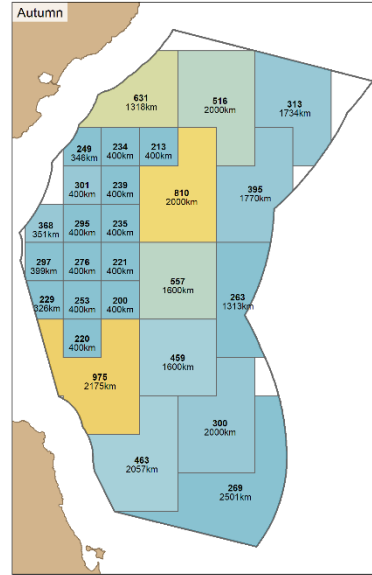 Autumn
631
1318km
516
2000km
313
1734km
249
346km
234
400km
213
400km
301
400km
239
400km
810
2000km
395
1770km
368
351km
295
400km
235
400km
297
399km
276
400km
221
400km
557
1600km
263
1313km
229
326km
253
400km
200
400km
220
400km
459
1600km
975
2175km
300
2000km
463
2057km
269
2501km